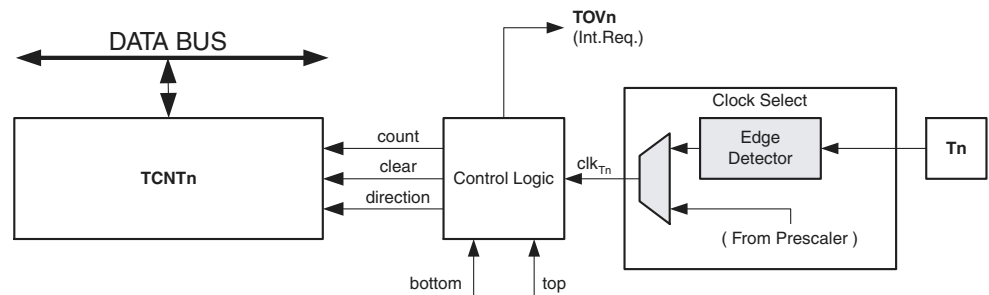 TOVn
(Int.Req.)
DATA BUS
Clock Select
count
Edge
Detector
Tn
TCNTn
clear
Control Logic
clkTn
direction
( From Prescaler )
bottom
top